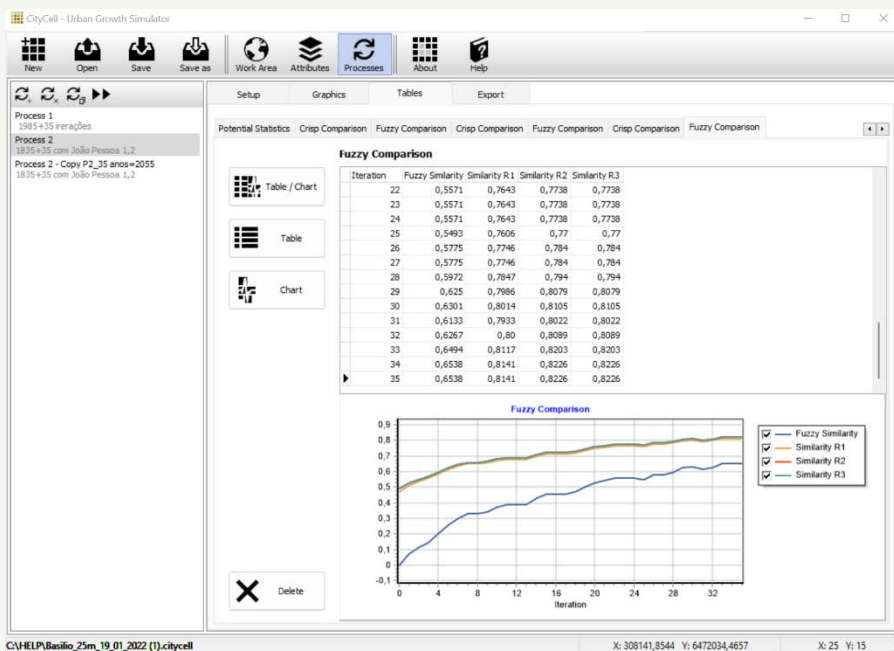 CityCell - Urban Growth Simulator
New Open Save Save as Work Area Attributes Processes About Help
Setup Graphics Tables Export
Process 1
1985+35 irerações
Process 2
1835+35 com João Pessoa 1,2
Process 2 - Copy P2_35 anos=2055
1835+35 com João Pessoa 1,2
Potential Statistics Crisp Comparison Fuzzy Comparison Crisp Comparison Fuzzy Comparison Crisp Comparison Fuzzy Comparison
Fuzzy Comparison
Table / Chart
Table
Chart
Delete
Iteration Fuzzy Similarity Similarity R1 Similarity R2 Similarity R3
22 0,5571 0,7643 0,7738 0,7738
23 0,5571 0,7643 0,7738 0,7738
24 0,5571 0,7643 0,7738 0,7738
25 0,5493 0,7606 0,77 0,77
26 0,5775 0,7746 0,784 0,784
27 0,5775 0,7746 0,784 0,784
28 0,5972 0,7847 0,794 0,794
29 0,625 0,7986 0,8079 0,8079
30 0,6301 0,8014 0,8105 0,8105
31 0,6133 0,7933 0,8022 0,8022
32 0,6267 0,80 0,8089 0,8089
33 0,6494 0,8117 0,8203 0,8203
34 0,6538 0,8141 0,8226 0,8226
35 0,6538 0,8141 0,8226 0,8226
Fuzzy Comparison
0,9
0,8
0,7
0,6
0,5
0,4
0,3
0,2
0,1
0
-0,1
0 4 8 12 16 20 24 28 32
Iteration
Fuzzy Similarity
Similarity R1
Similarity R2
Similarity R3
C:\HELP\Basilio_25m_19_01_2022 (1).citycell X: 308141,8544 Y: 6472034,4657 X: 25 Y: 15